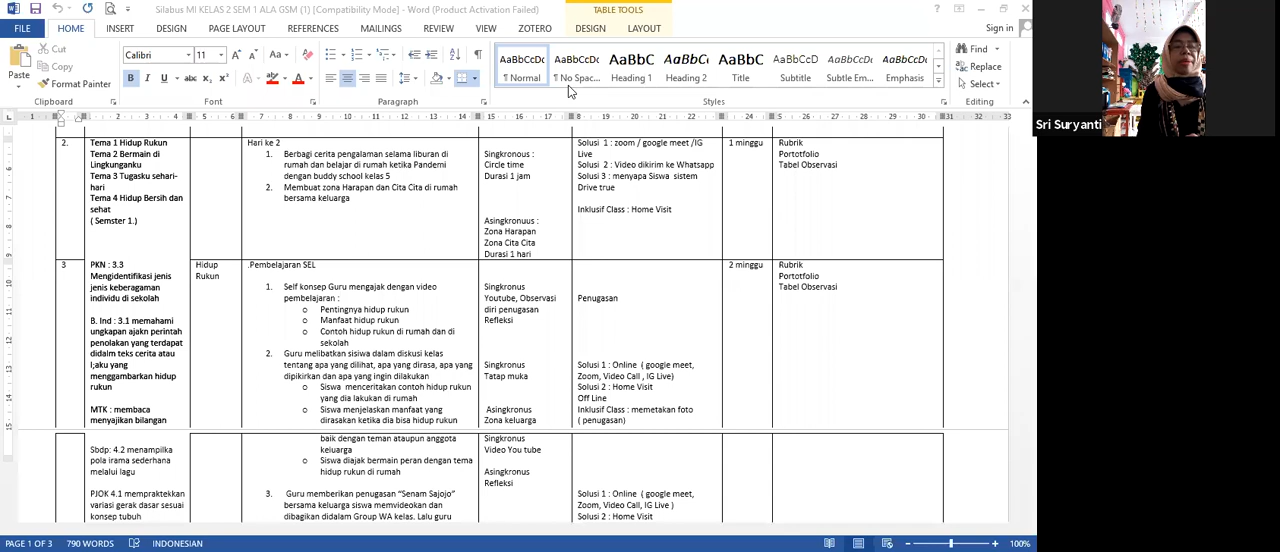 Silabus MI KELAS 2 SEM 1 ALA GSM (1) [Compatibility Mode] - Word (Product Activation Failed)
TABLE TOOLS
Sign in
FILE
HOME
INSERT
DESIGN
PAGE LAYOUT
REFERENCES
MAILINGS
REVIEW
VIEW
ZOTERO
DESIGN
LAYOUT
Paste
Cut
Copy
Format Painter
Clipboard
Calibri
11
Font
Paragraph
AaBbCcDc
¶ Normal
AaBbCcDc
¶ No Spac...
AaBbC
Heading 1
AaBbCc
Heading 2
AaBbC
Title
AaBbCcD
Subtitle
AaBbCcDc
Subtle Em...
AaBbCcDc
Emphasis
Styles
Find
Replace
Select
Editing
Sri Suryanti
2.
Tema 1 Hidup Rukun
Tema 2 Bermain di
Lingkunganku
Tema 3 Tugasku sehari-
hari
Tema 4 Hidup Bersih dan
sehat
( Semster 1.)
Hari ke 2
1. Berbagi cerita pengalaman selama liburan di
rumah dan belajar di rumah ketika Pandemi
dengan buddy school kelas 5
2. Membuat zona Harapan dan Cita Cita di rumah
bersama keluarga
Singkronous :
Circle time
Durasi 1 jam
Asingkronuus :
Zona Harapan
Zona Cita Cita
Durasi 1 hari
Solusi 1 : zoom / google meet /IG
Live
Solusi 2 : Video dikirim ke Whatsapp
Solusi 3 : menyapa Siswa sistem
Drive true
Inklusif Class : Home Visit
1 minggu
Rubrik
Portotfolio
Tabel Observasi
3
PKN : 3.3
Mengidentifikasi jenis
jenis keberagaman
individu di sekolah
B. Ind : 3.1 memahami
ungkapan ajakn perintah
penolakan yang terdapat
didalm teks cerita atau
l;aku yang
menggambarkan hidup
rukun
MTK : membaca
menyajikan bilangan
Sbdp: 4.2 menampilka
pola irama sederhana
melalui lagu
PJOK 4.1 mempraktekkan
variasi gerak dasar sesuai
konsep tubuh
Hidup
Rukun
.Pembelajaran SEL
1. Self konsep Guru mengajak dengan video
pembelajaran :
o Pentingnya hidup rukun
o Manfaat hidup rukun
o Contoh hidup rukun di rumah dan di
sekolah
2. Guru melibatkan siswa dalam diskusi kelas
tentang apa yang dilihat, apa yang dirasa, apa yang
dipikirkan dan apa yang ingin dilakukan
o Siswa menceritakan contoh hidup rukun
yang dia lakukan di rumah
o Siswa menjelaskan manfaat yang
dirasakan ketika dia bisa hidup rukun
baik dengan teman ataupun anggota
keluarga
o Siswa diajak bermain peran dengan tema
hidup rukun di rumah
3. Guru memberikan penugasan “Senam Sajojo”
bersama keluarga siswa memvideokan dan
dibagikan didalam Group WA kelas. Lalu guru
Singkronus
Youtube, Observasi
diri penugasan
Refleksi
Singkronus
Tatap muka
Asingkronus
Zona keluarga
Singkronus
Video You tube
Asingkronus
Refleksi
Penugasan
Solusi 1 : Online ( google meet,
Zoom, Video Call , IG Live)
Solusi 2 : Home Visit
Off Line
Inklusif Class : memetakan foto
( penugasan)
Solusi 1 : Online ( google meet,
Zoom, Video Call, IG Live )
Solusi 2 : Home Visit
2 minggu
Rubrik
Portotfolio
Tabel Observasi
PAGE 1 OF 3
790 WORDS
INDONESIAN
100%